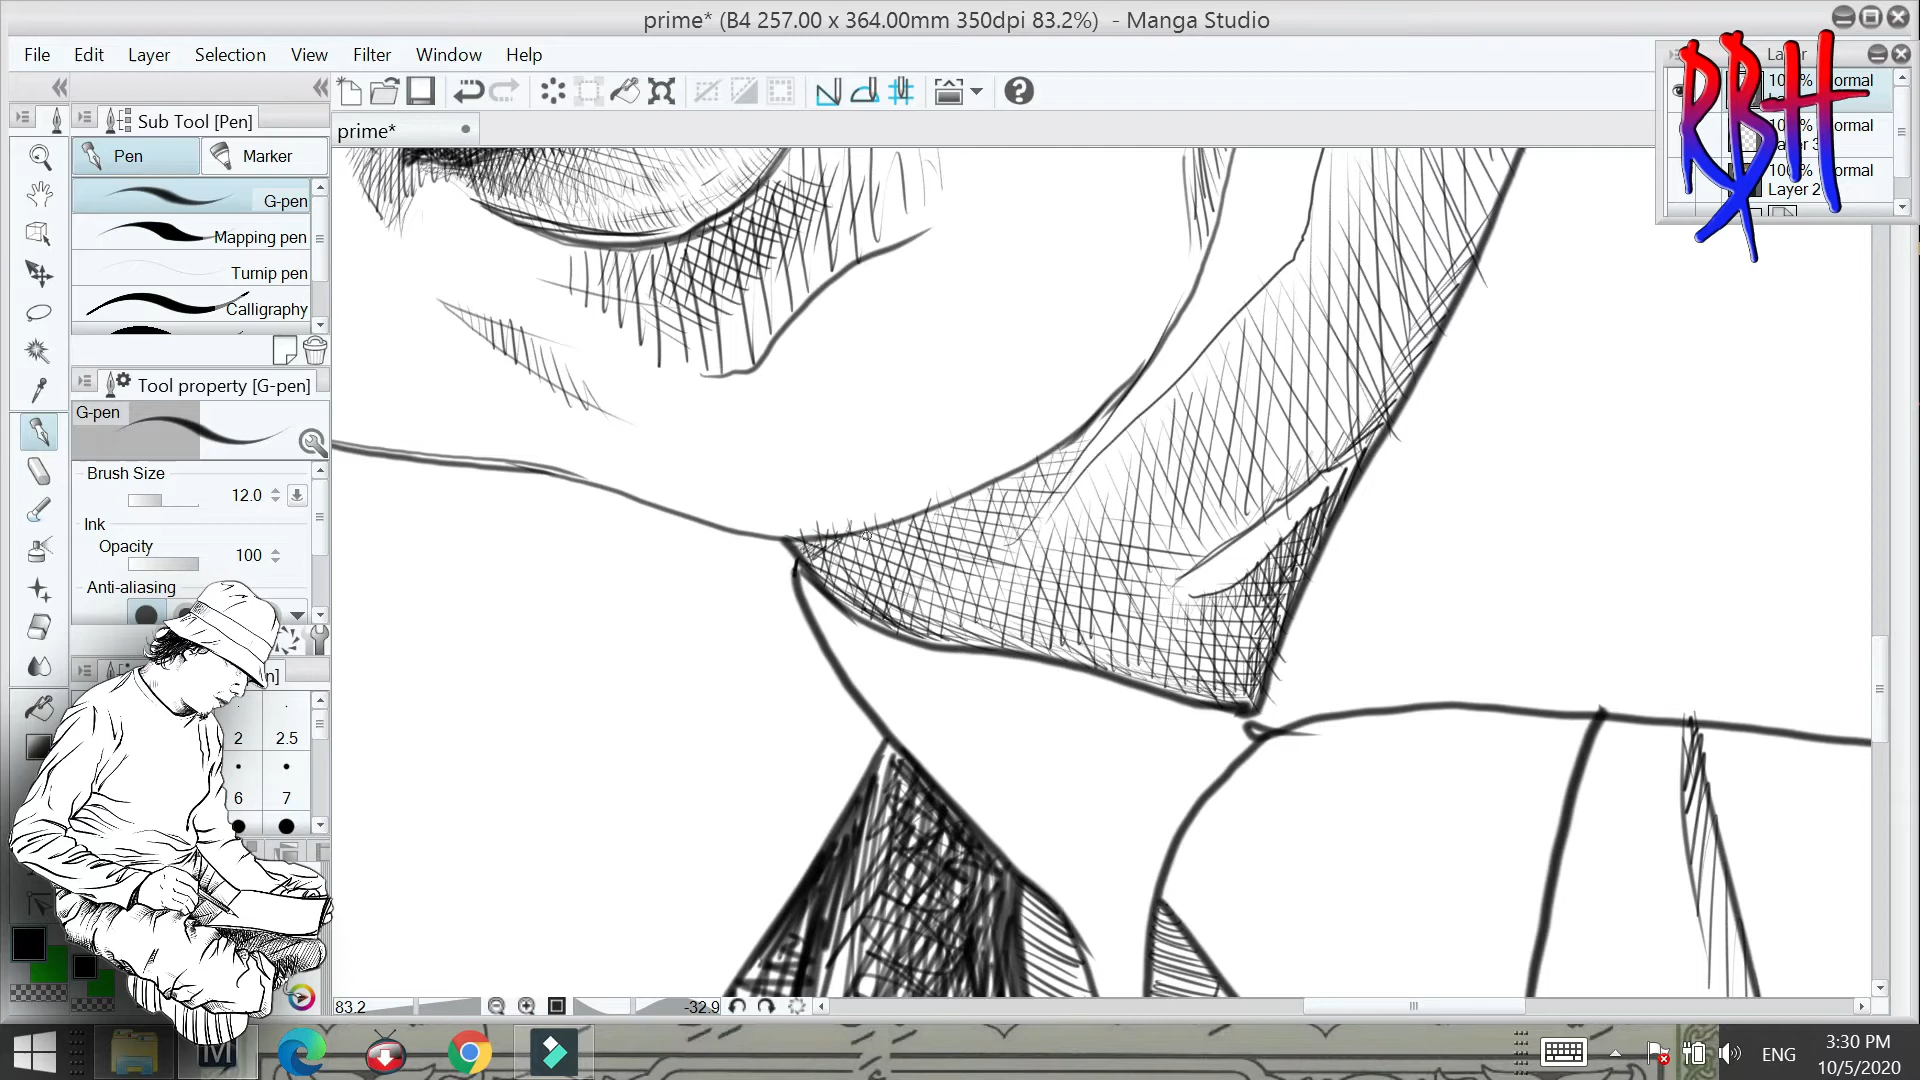 prime* (B4 257.00 x 364.00mm 350dpi 83.2%) - Manga Studio
File Edit Layer Selection View Filter Window Help
Sub Tool [Pen]
prime*
Pen Marker
G-pen
Mapping pen
Turnip pen
Calligraphy
Tool property [G-pen]
G-pen
Brush Size
12.0
Ink
Opacity
100
Anti-aliasing
2 2.5
6 7
RBH
Layer 2
83.2
-32.9
ENG
3:30 PM
10/5/2020